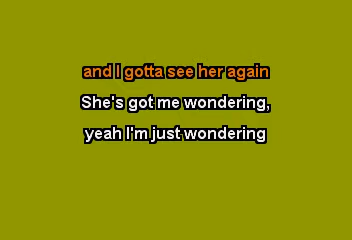 and I gotta see her again
She's got me wondering,
yeah I'm just wondering